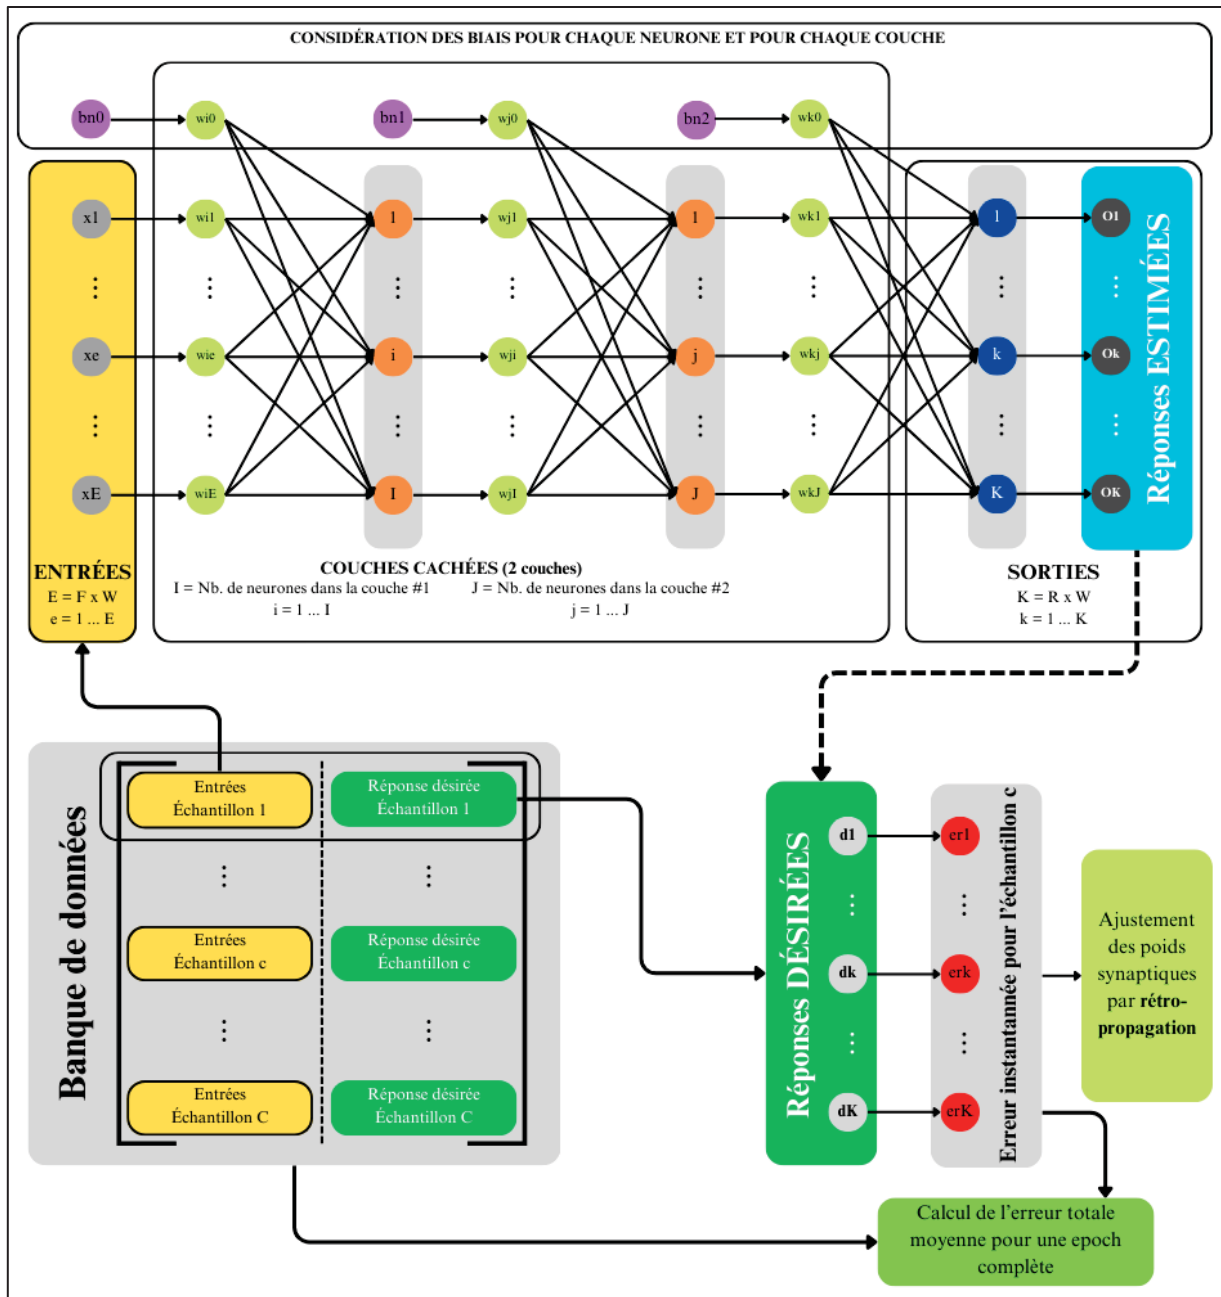 CONSIDÉRATION DES BIAIS POUR CHAQUE NEURONE ET POUR CHAQUE COUCHE
bn0 wi0 bn1 wj0 bn2 wk0
x1 wi1 1 wj1 1 wk1 1 O1
⋮ ⋮ ⋮ ⋮ ⋮ ⋮ ⋮ ⋮
xe wie i wji j wkj k Ok
⋮ ⋮ ⋮ ⋮ ⋮ ⋮ ⋮ ⋮
xE wiE I wjI J wkJ K OK
Réponses ESTIMÉES
ENTRÉES
E = F x W
e = 1 ... E
COUCHES CACHÉES (2 couches)
I = Nb. de neurones dans la couche #1
i = 1 ... I
J = Nb. de neurones dans la couche #2
j = 1 ... J
SORTIES
K = R x W
k = 1 ... K
Banque de données
Entrées
Échantillon 1
Réponse désirée
Échantillon 1
⋮ ⋮
Entrées
Échantillon c
Réponse désirée
Échantillon c
⋮ ⋮
Entrées
Échantillon C
Réponse désirée
Échantillon C
Réponses DÉSIRÉES
d1 er1
⋮ ⋮
dk erk
⋮ ⋮
dK erK
Erreur instantannée pour l'échantillon c
Ajustement
des poids
synaptiques
par rétro-
propagation
Calcul de l'erreur totale
moyenne pour une epoch
complète